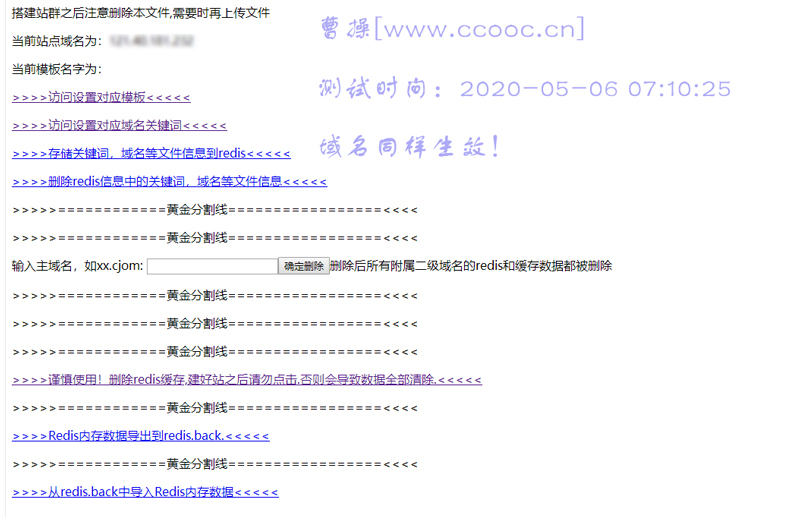 搭建站群之后注意删除本文件,需要时再上传文件
曹操[www.ccooc.cn]
当前站点域名为：
当前模板名字为：
测试时间：2020-05-06 07:10:25
>>>>访问设置对应模板<<<<<
>>>>访问设置对应域名关键词<<<<<
域名同样生效！
>>>>存储关键词，域名等文件信息到redis<<<<<
>>>>删除redis信息中的关键词，域名等文件信息<<<<<
>>>>>============黄金分割线=================<<<<
>>>>>============黄金分割线=================<<<<
输入主域名，如xx.cjom: 确定删除 删除后所有附属二级域名的redis和缓存数据都被删除
>>>>>============黄金分割线=================<<<<
>>>>>============黄金分割线=================<<<<
>>>>>============黄金分割线=================<<<<
>>>>谨慎使用！删除redis缓存,建好站之后请勿点击,否则会导致数据全部清除.<<<<<
>>>>>============黄金分割线=================<<<<
>>>>Redis内存数据导出到redis.back.<<<<<
>>>>>============黄金分割线=================<<<<
>>>>从redis.back中导入Redis内存数据<<<<<